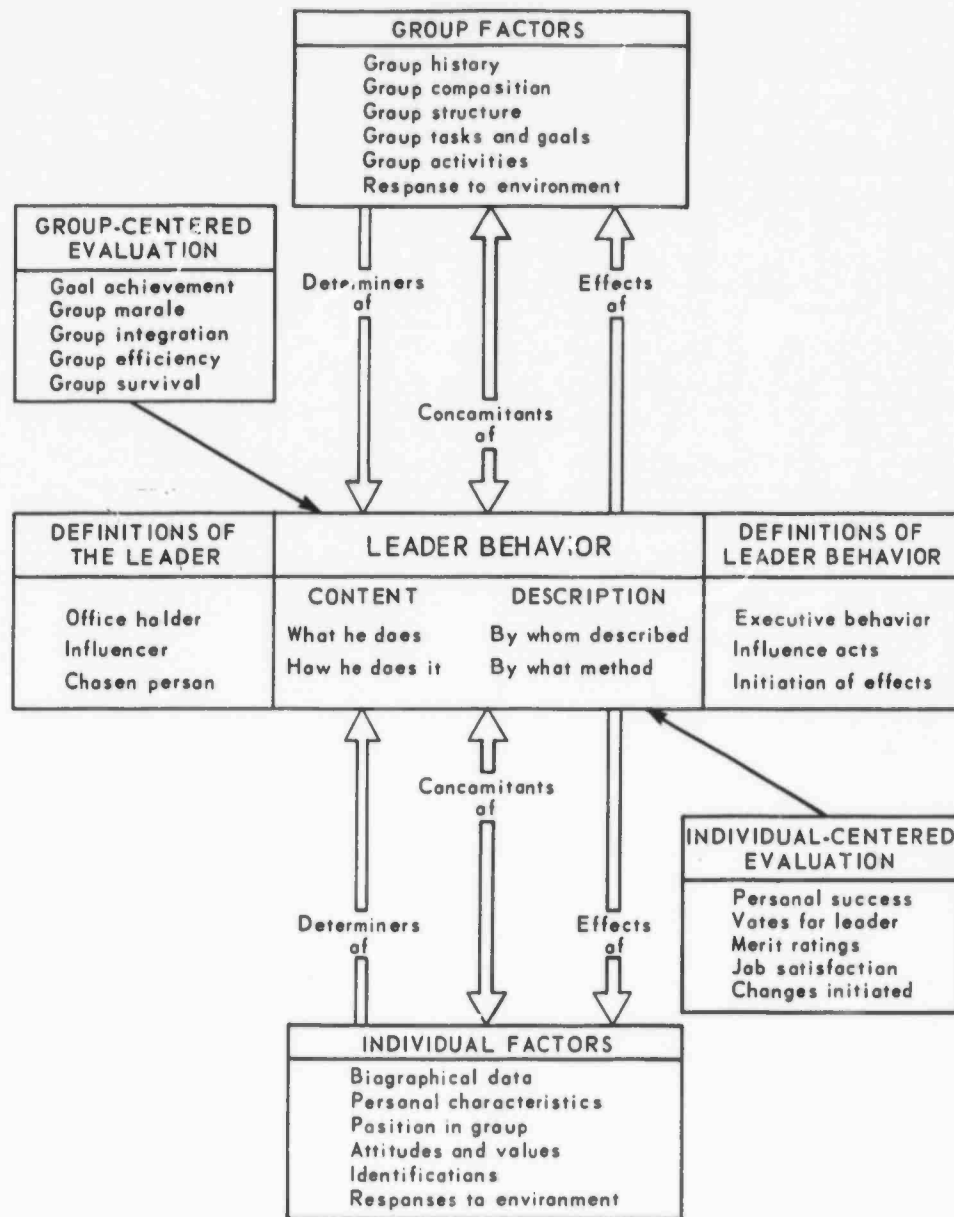 GROUP FACTORS
Group history
Group composition
Group structure
Group tasks and goals
Group activities
Response to environment
GROUP-CENTERED
EVALUATION
Goal achievement
Group morale
Group integration
Group efficiency
Group survival
Determiners
of
Effects
of
Concomitants
of
DEFINITIONS OF
THE LEADER
Office holder
Influencer
Chosen person
LEADER BEHAVIOR
CONTENT
What he does
How he does it
DESCRIPTION
By whom described
By what method
DEFINITIONS OF
LEADER BEHAVIOR
Executive behavior
Influence acts
Initiation of effects
Concomitants
of
Determiners
of
Effects
of
INDIVIDUAL-CENTERED
EVALUATION
Personal success
Votes for leader
Merit ratings
Job satisfaction
Changes initiated
INDIVIDUAL FACTORS
Biographical data
Personal characteristics
Position in group
Attitudes and values
Identifications
Responses to environment